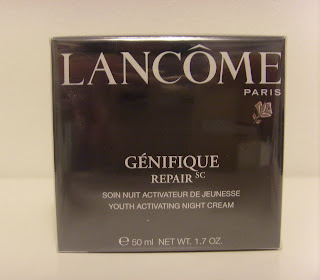 LANCÔME
PARIS
GÉNIFIQUE
REPAIR SC
SOIN NUIT ACTIVATEUR DE JEUNESSE
YOUTH ACTIVATING NIGHT CREAM
℮ 50 ml NET WT. 1.7 OZ.